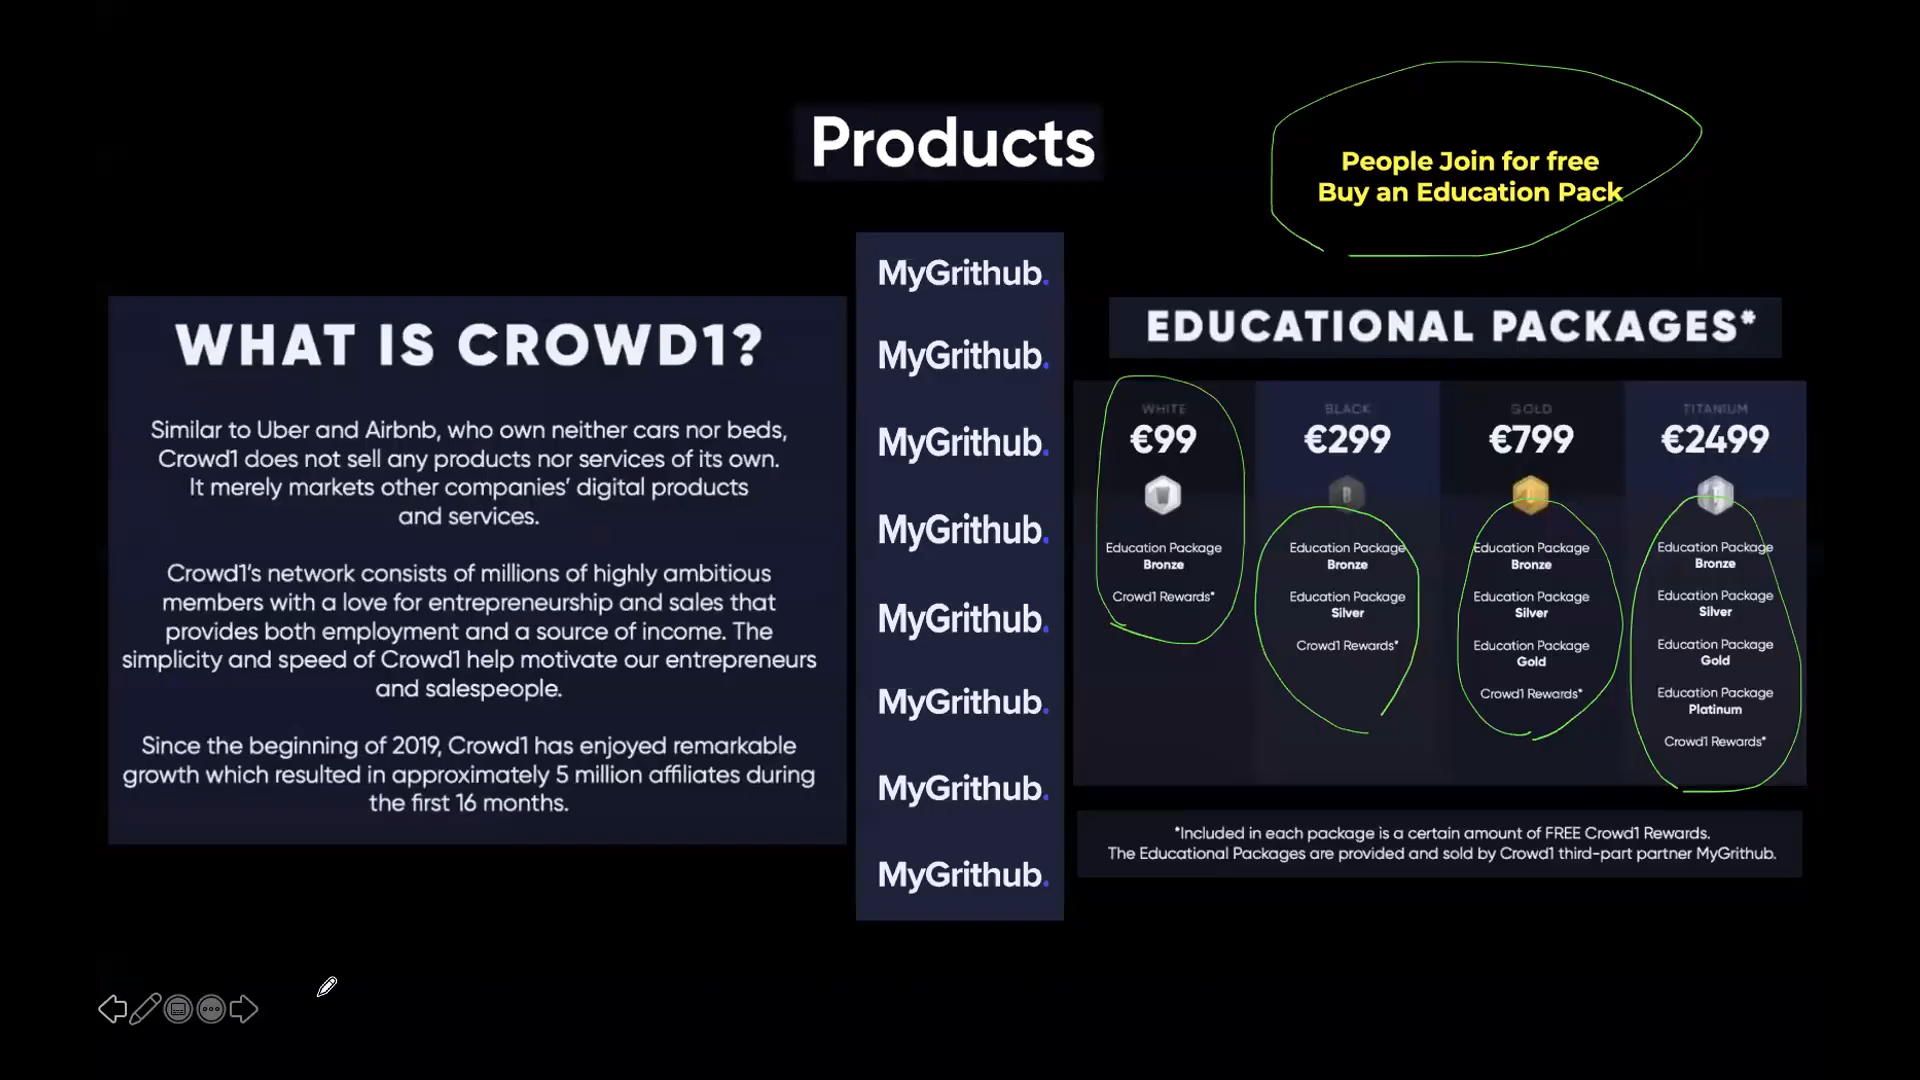 Products
People Join for free
Buy an Education Pack
WHAT IS CROWD1?
Similar to Uber and Airbnb, who own neither cars nor beds,
Crowd1 does not sell any products nor services of its own.
It merely markets other companies' digital products
and services.
Crowd1's network consists of millions of highly ambitious
members with a love for entrepreneurship and sales that
provides both employment and a source of income. The
simplicity and speed of Crowd1 help motivate our entrepreneurs
and salespeople.
Since the beginning of 2019, Crowd1 has enjoyed remarkable
growth which resulted in approximately 5 million affiliates during
the first 16 months.
MyGrithub.
MyGrithub.
MyGrithub.
MyGrithub.
MyGrithub.
MyGrithub.
MyGrithub.
MyGrithub.
EDUCATIONAL PACKAGES*
WHITE
€99
Education Package
Bronze
Crowd1 Rewards*
BLACK
€299
B
Education Package
Bronze
Education Package
Silver
Crowd1 Rewards*
GOLD
€799
Education Package
Bronze
Education Package
Silver
Education Package
Gold
Crowd1 Rewards*
TITANIUM
€2499
Education Package
Bronze
Education Package
Silver
Education Package
Gold
Education Package
Platinum
Crowd1 Rewards*
*Included in each package is a certain amount of FREE Crowd1 Rewards.
The Educational Packages are provided and sold by Crowd1 third-part partner MyGrithub.